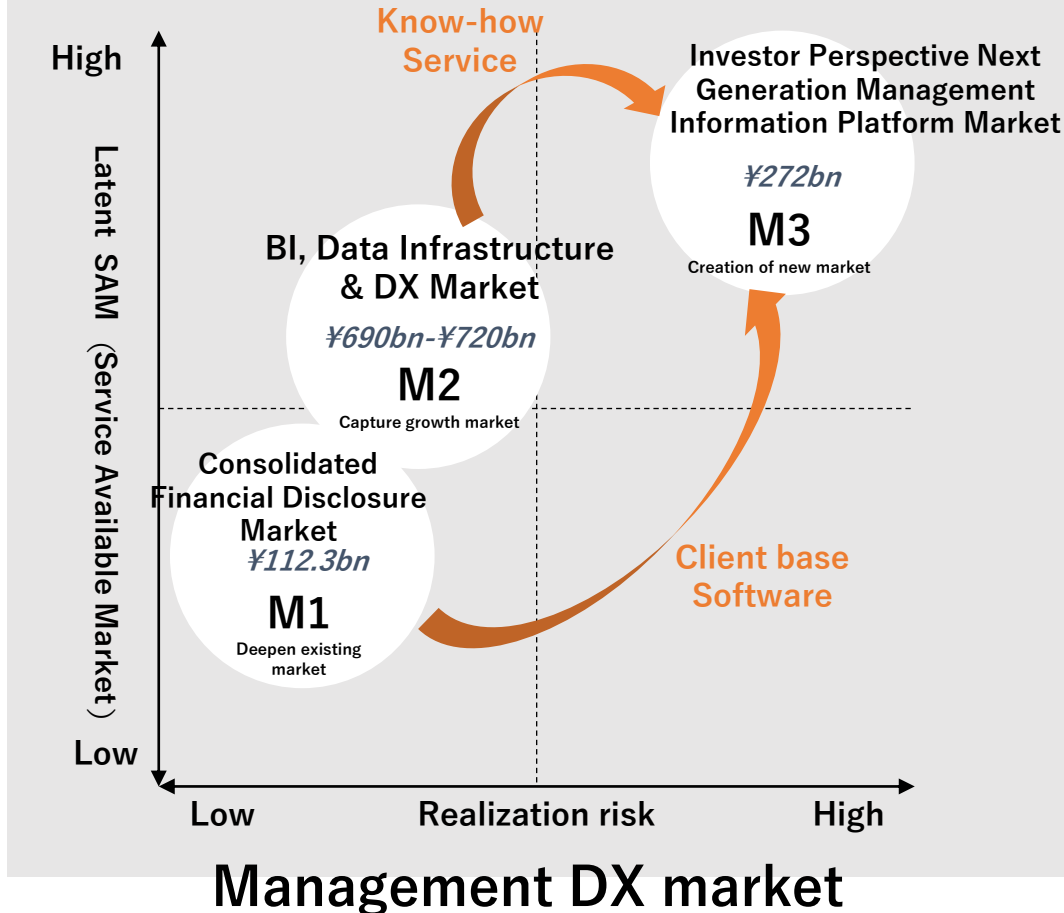 Know-how
Service
High
Investor Perspective Next
Generation Management
Information Platform Market
¥272bn
M3
Creation of new market
Latent SAM（Service Available Market）
BI, Data Infrastructure
& DX Market
¥690bn-¥720bn
M2
Capture growth market
Consolidated
Financial Disclosure
Market
¥112.3bn
M1
Deepen existing
market
Client base
Software
Low
Low
Realization risk
High
Management DX market